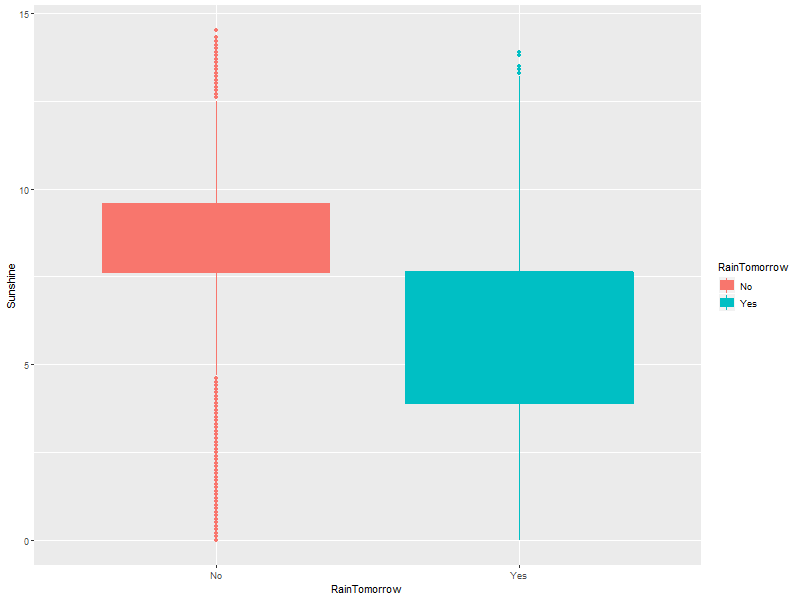 15
10
5
0
Sunshine
No
Yes
RainTomorrow
RainTomorrow
No
Yes